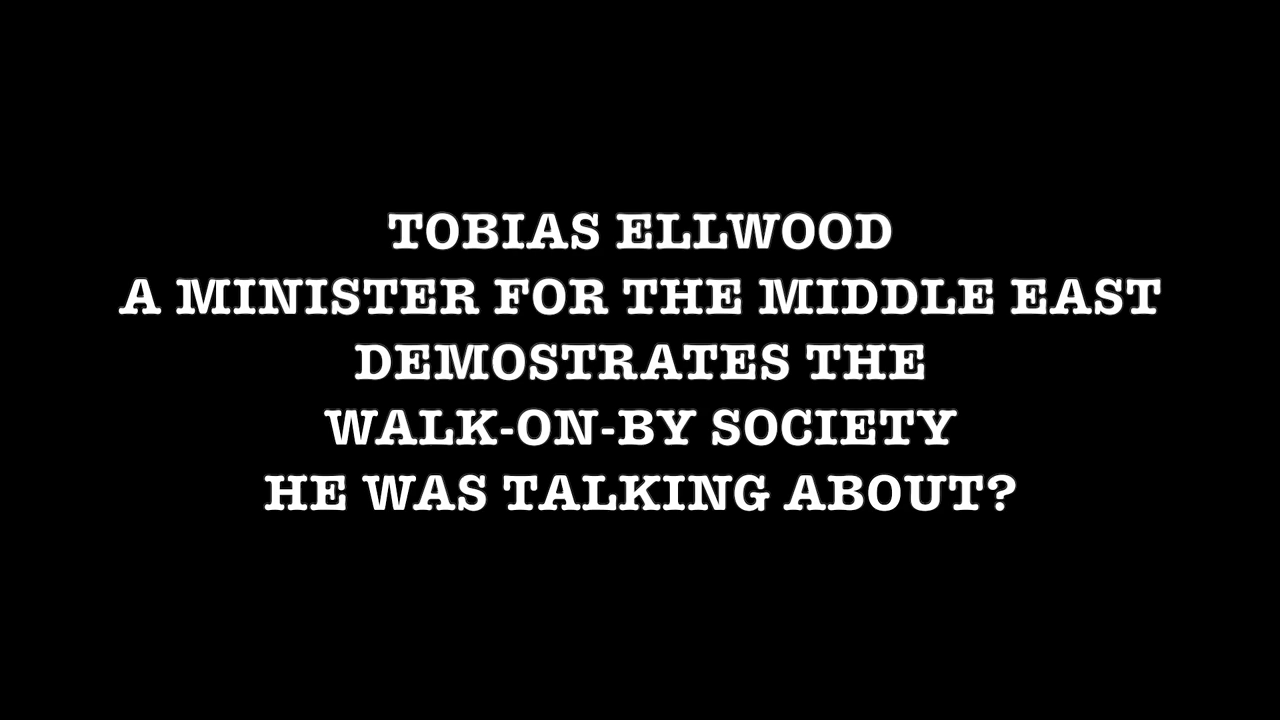 TOBIAS ELLWOOD
A MINISTER FOR THE MIDDLE EAST
DEMOSTRATES THE
WALK-ON-BY SOCIETY
HE WAS TALKING ABOUT?